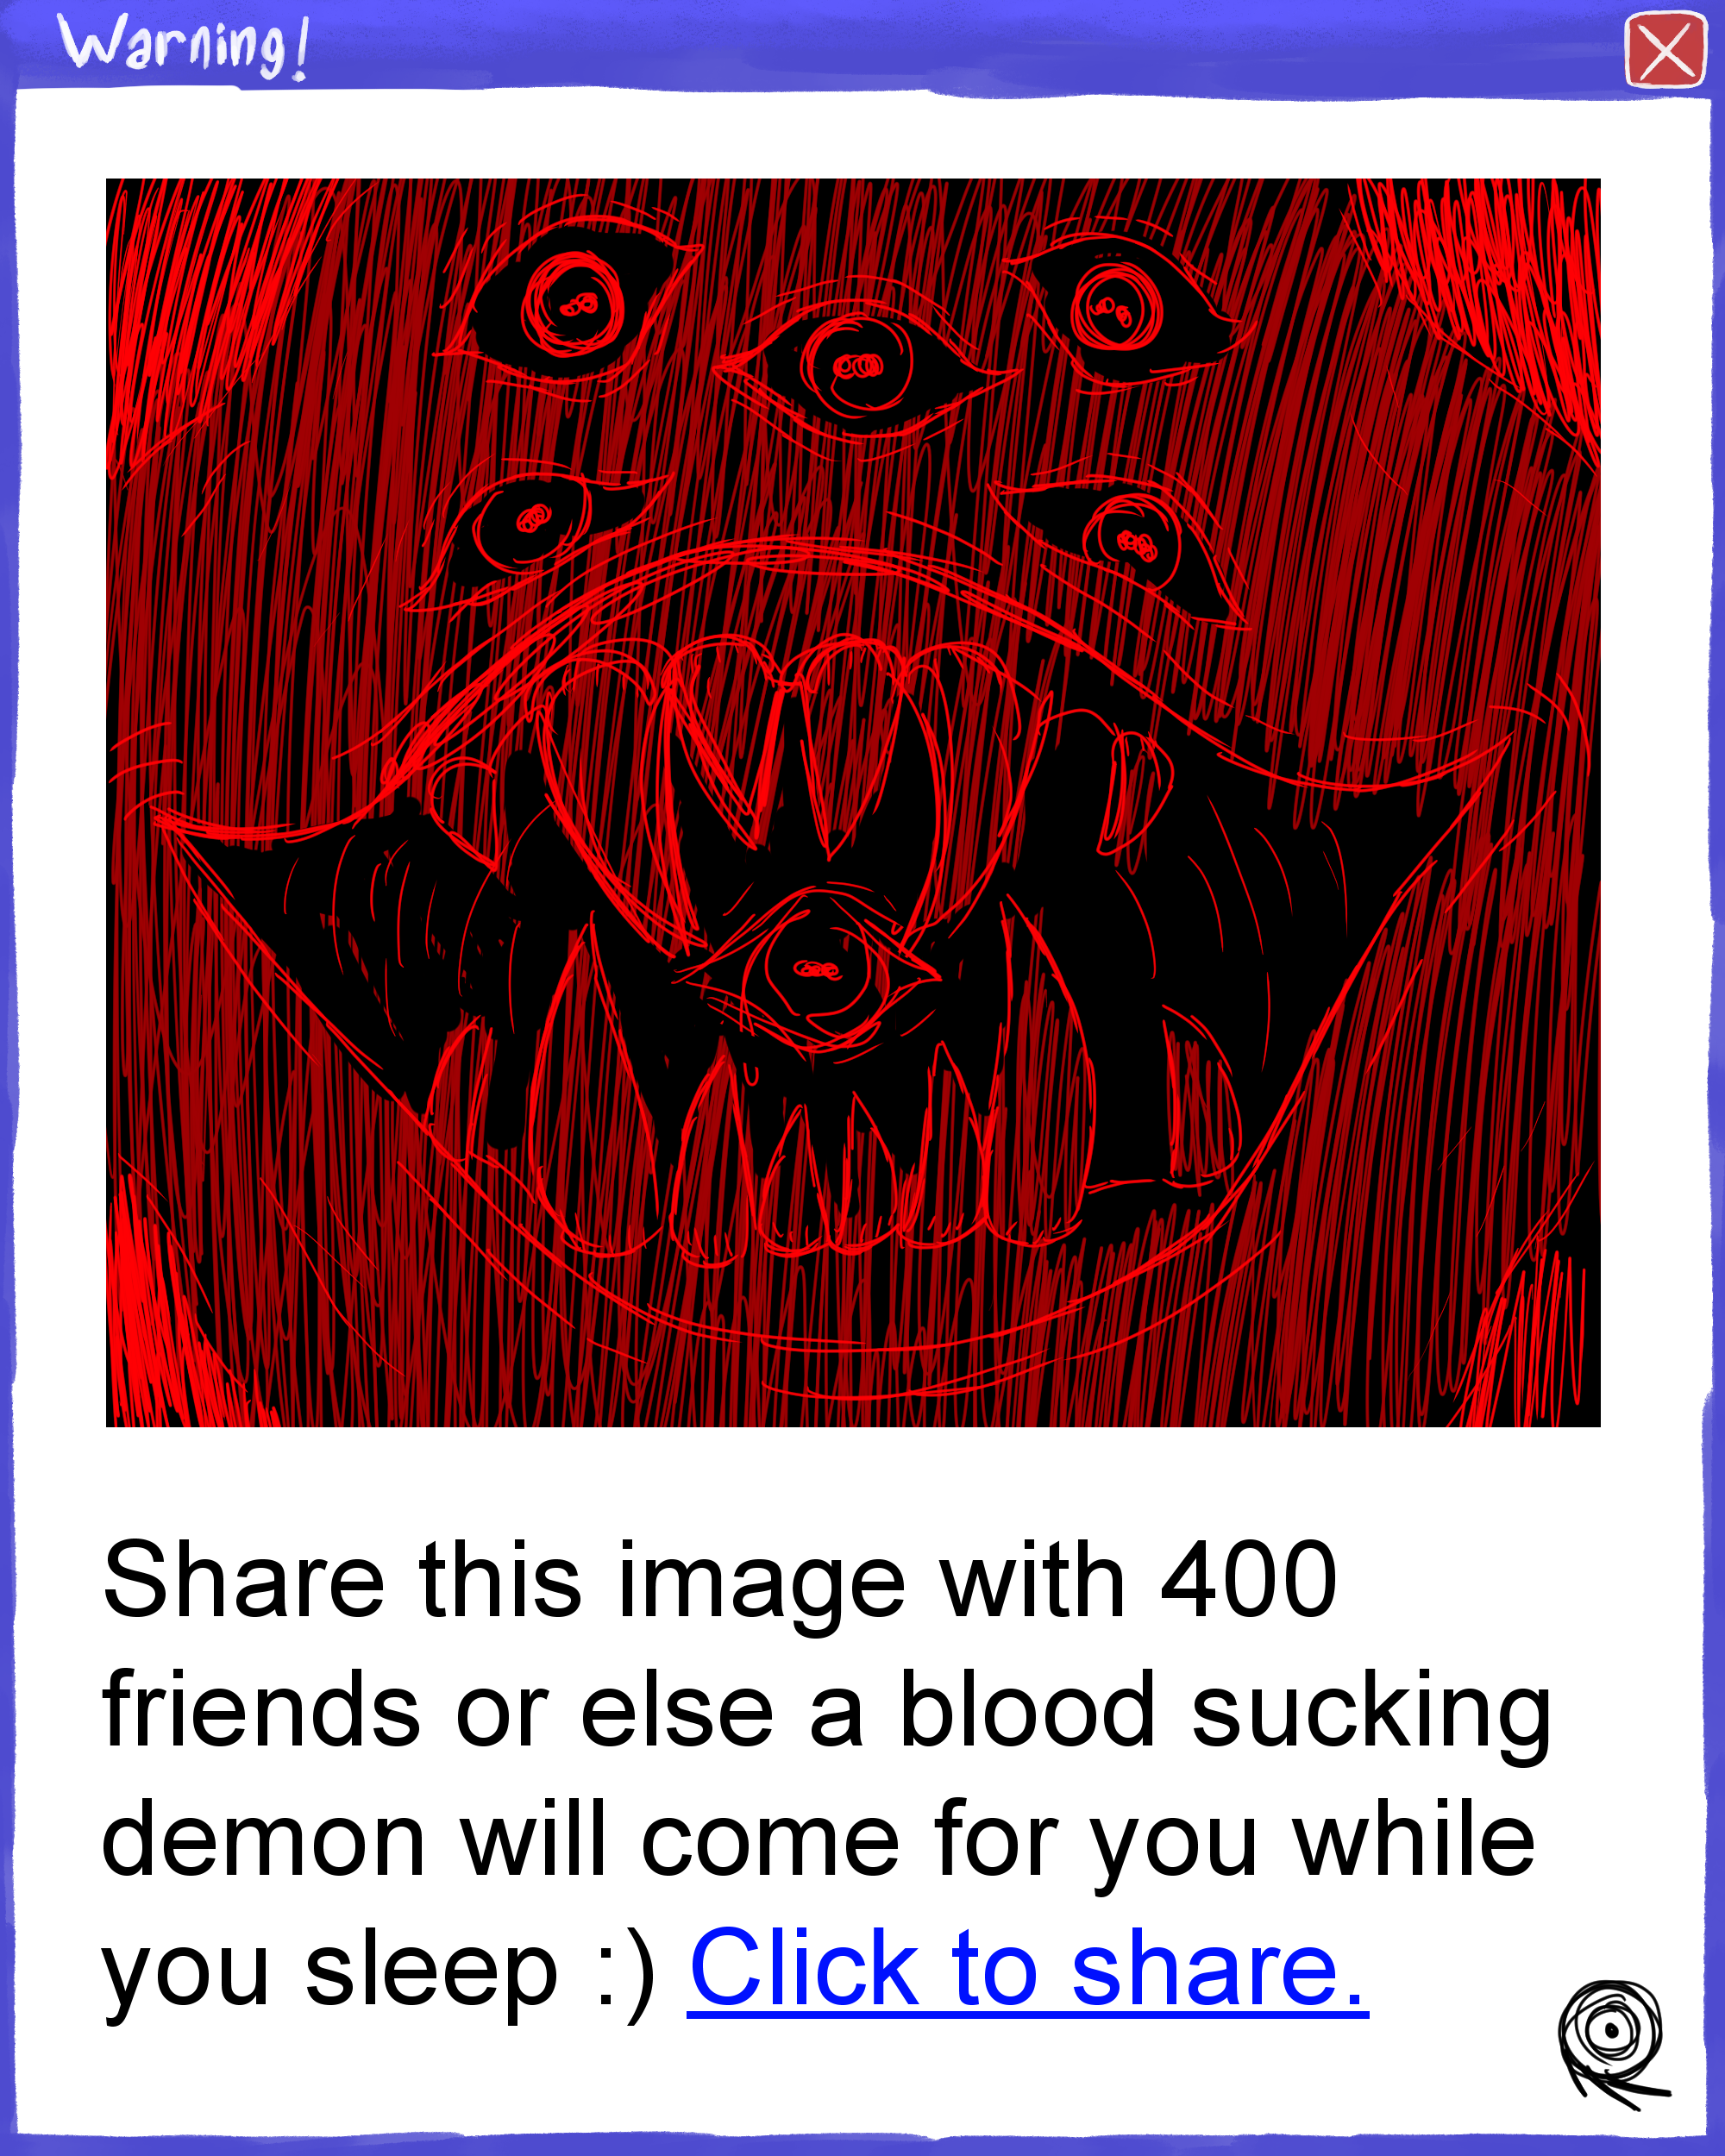 Warning!
Share this image with 400
friends or else a blood sucking
demon will come for you while
you sleep :) Click to share.